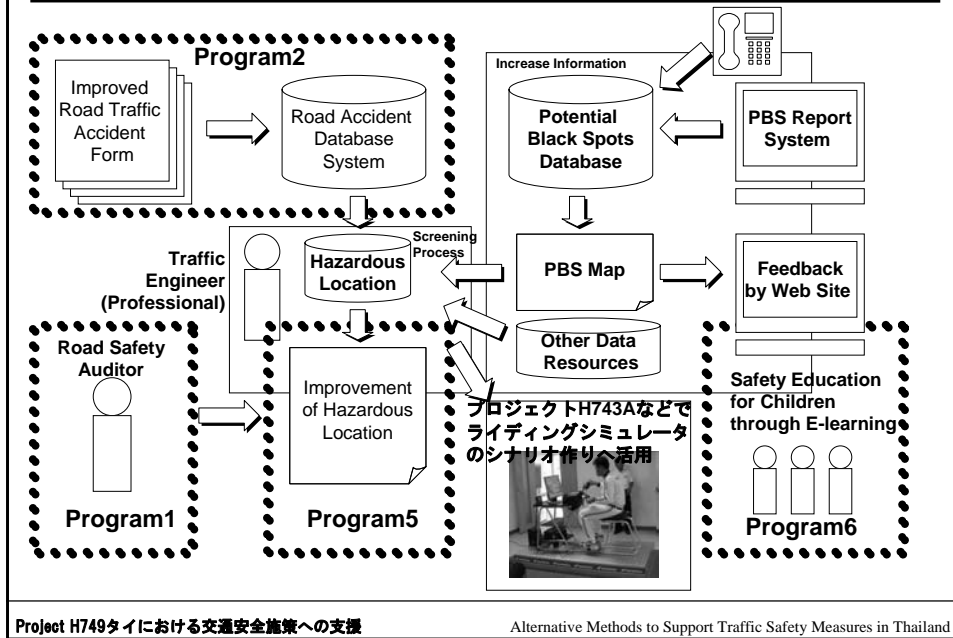 Program2
Improved
Road Traffic
Accident
Form
Road Accident
Database
System
Increase Information
Potential
Black Spots
Database
PBS Report
System
Traffic
Engineer
(Professional)
Hazardous
Location
Screening
Process
PBS Map
Feedback
by Web Site
Other Data
Resources
Road Safety
Auditor
Program1
Improvement
of Hazardous
Location
Program5
プロジェクトH743Aなどで
ライディングシミュレータ
のシナリオ作りへ活用
Safety Education
for Children
through E-learning
Program6
Project H749タイにおける交通安全施策への支援
Alternative Methods to Support Traffic Safety Measures in Thailand